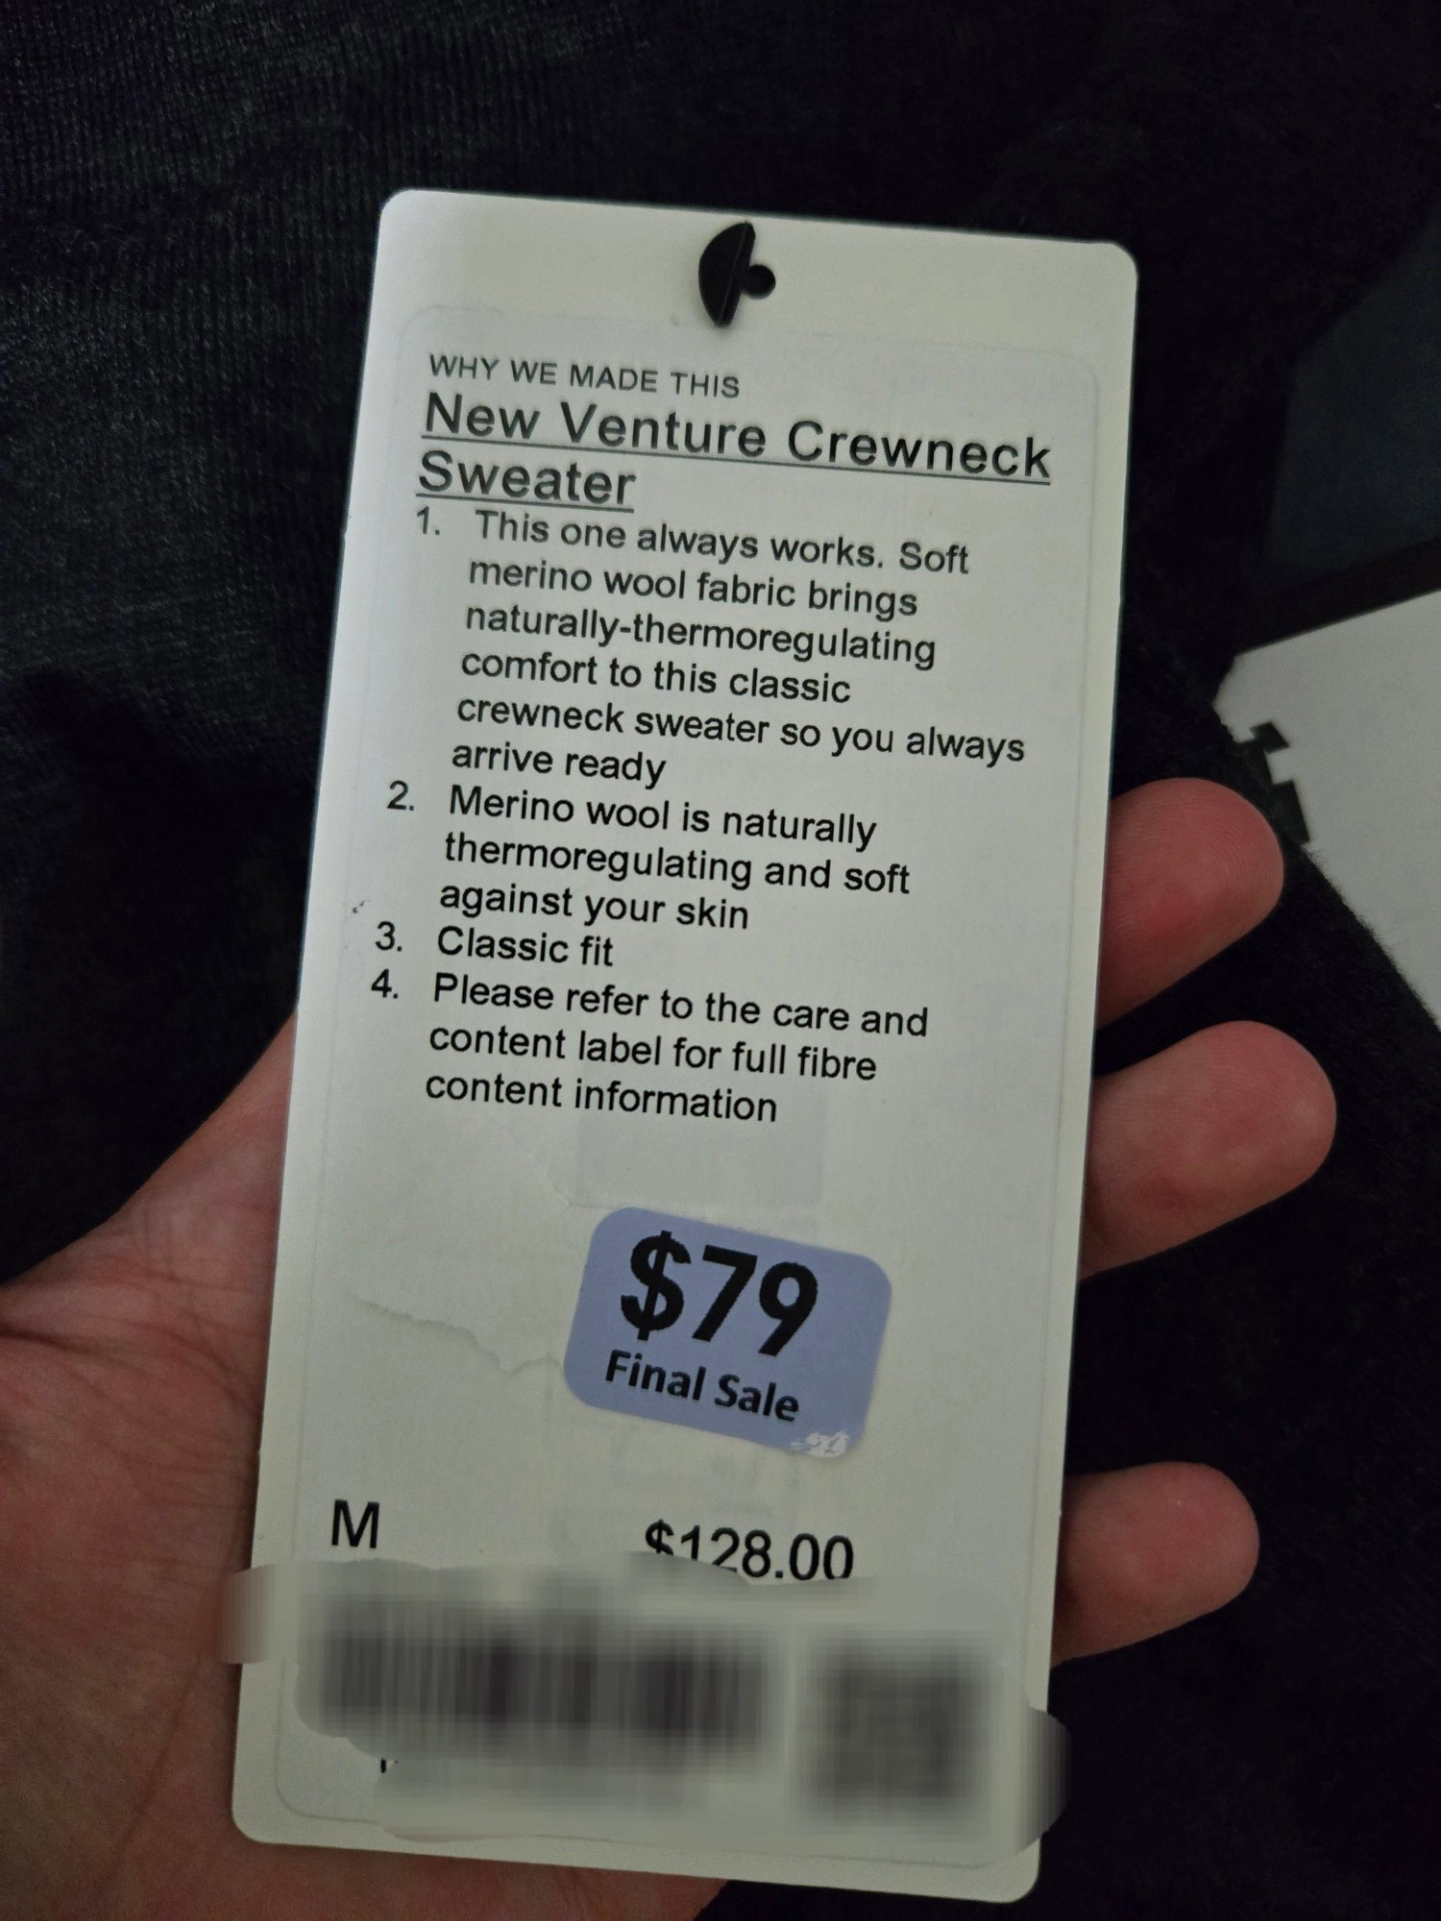 WHY WE MADE THIS
New Venture Crewneck
Sweater
1. This one always works. Soft
merino wool fabric brings
naturally-thermoregulating
comfort to this classic
crewneck sweater so you always
arrive ready
2. Merino wool is naturally
thermoregulating and soft
against your skin
3. Classic fit
4. Please refer to the care and
content label for full fibre
content information
$79
Final Sale
M $128.00